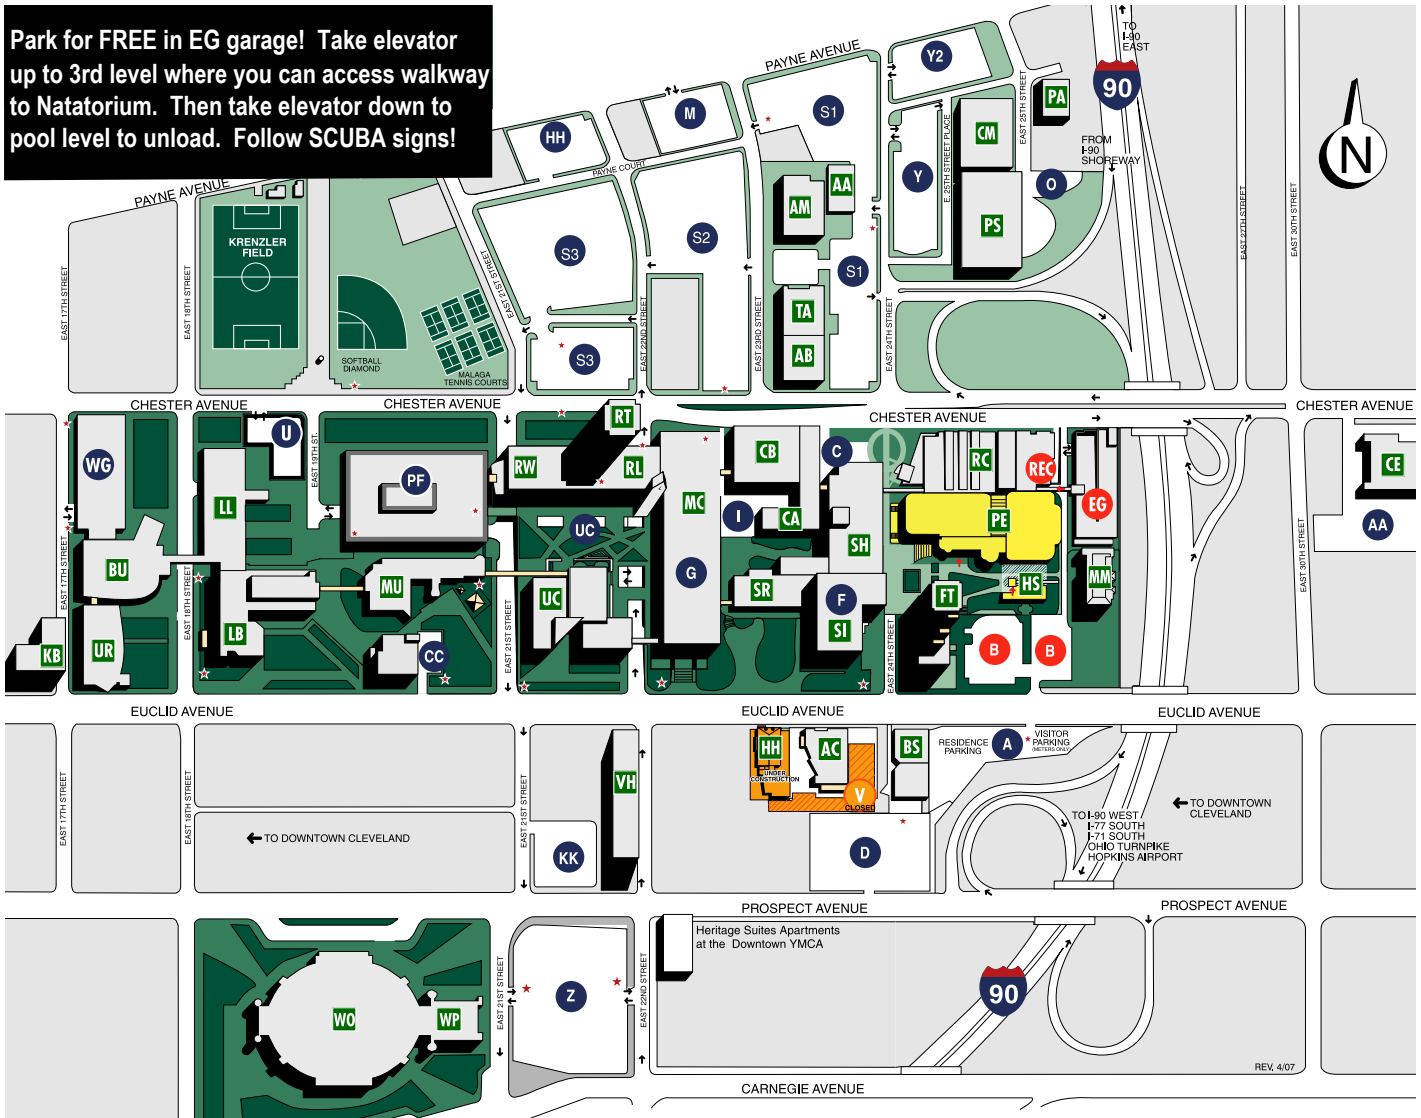 Park for FREE in EG garage! Take elevator
up to 3rd level where you can access walkway
to Natatorium. Then take elevator down to
pool level to unload. Follow SCUBA signs!
PAYNE AVENUE
TO
I-90
EAST
90
N
Y2
M
S1
HH
PA
CM
FROM
I-90
SHOREWAY
EAST 25TH STREET
E. 25TH STREET PLACE
PAYNE COURT
PAYNE AVENUE
Y
O
AA
AM
PS
KRENZLER
FIELD
S3
S2
S1
EAST 17TH STREET
EAST 18TH STREET
EAST 21ST STREET
EAST 22ND STREET
EAST 23RD STREET
EAST 24TH STREET
EAST 27TH STREET
EAST 30TH STREET
TA
AB
S3
SOFTBALL
DIAMOND
MALAGA
TENNIS COURTS
CHESTER AVENUE
CHESTER AVENUE
CHESTER AVENUE
CHESTER AVENUE
U
RT
WG
EAST 19TH ST.
PF
RW
RL
CB
C
RC
REC
CE
LL
MC
I
CA
PE
EG
AA
UC
SH
BU
G
MU
UC
SR
F
FT
HS
MM
EAST 17TH STREET
EAST 18TH STREET
EAST 21ST STREET
EAST 24TH STREET
EAST 30TH STREET
KB
UR
LB
CC
SI
B
B
EUCLID AVENUE
EUCLID AVENUE
EUCLID AVENUE
HH
UNDER
CONSTRUCTION
AC
BS
RESIDENCE
PARKING
A
VISITOR
PARKING
(METERS ONLY)
VH
V
CLOSED
EAST 17TH STREET
EAST 18TH STREET
EAST 21ST STREET
TO DOWNTOWN
CLEVELAND
TO I-90 WEST
I-77 SOUTH
I-71 SOUTH
OHIO TURNPIKE
HOPKINS AIRPORT
TO DOWNTOWN CLEVELAND
KK
D
PROSPECT AVENUE
PROSPECT AVENUE
Heritage Suites Apartments
at the Downtown YMCA
EAST 21ST STREET
EAST 22ND STREET
Z
90
WO
WP
REV. 4/07
CARNEGIE AVENUE